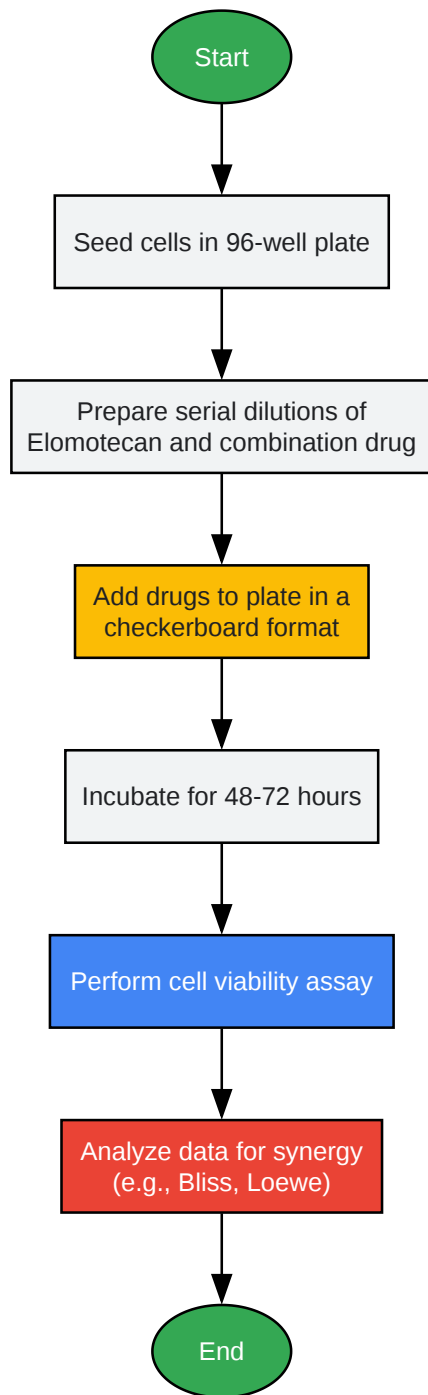 Start
Seed cells in 96-well plate
Prepare serial dilutions of
Elomotecan and combination drug
Add drugs to plate in a
checkerboard format
Incubate for 48-72 hours
Perform cell viability assay
Analyze data for synergy
(e.g., Bliss, Loewe)
End